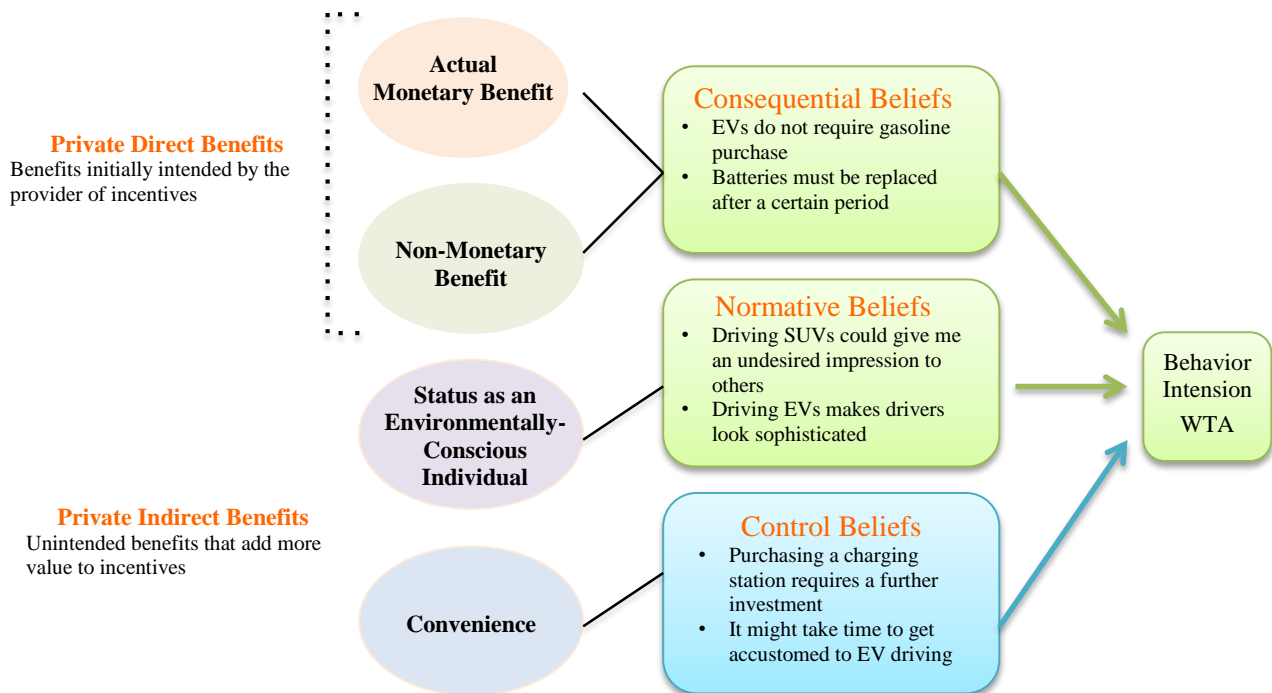 Private Direct Benefits
Benefits initially intended by the
provider of incentives
Private Indirect Benefits
Unintended benefits that add more
value to incentives
Actual
Monetary Benefit
Non-Monetary
Benefit
Status as an
Environmentally-
Conscious
Individual
Convenience
Consequential Beliefs
• EVs do not require gasoline
purchase
• Batteries must be replaced
after a certain period
Normative Beliefs
• Driving SUVs could give me
an undesired impression to
others
• Driving EVs makes drivers
look sophisticated
Control Beliefs
• Purchasing a charging
station requires a further
investment
• It might take time to get
accustomed to EV driving
Behavior
Intension
WTA